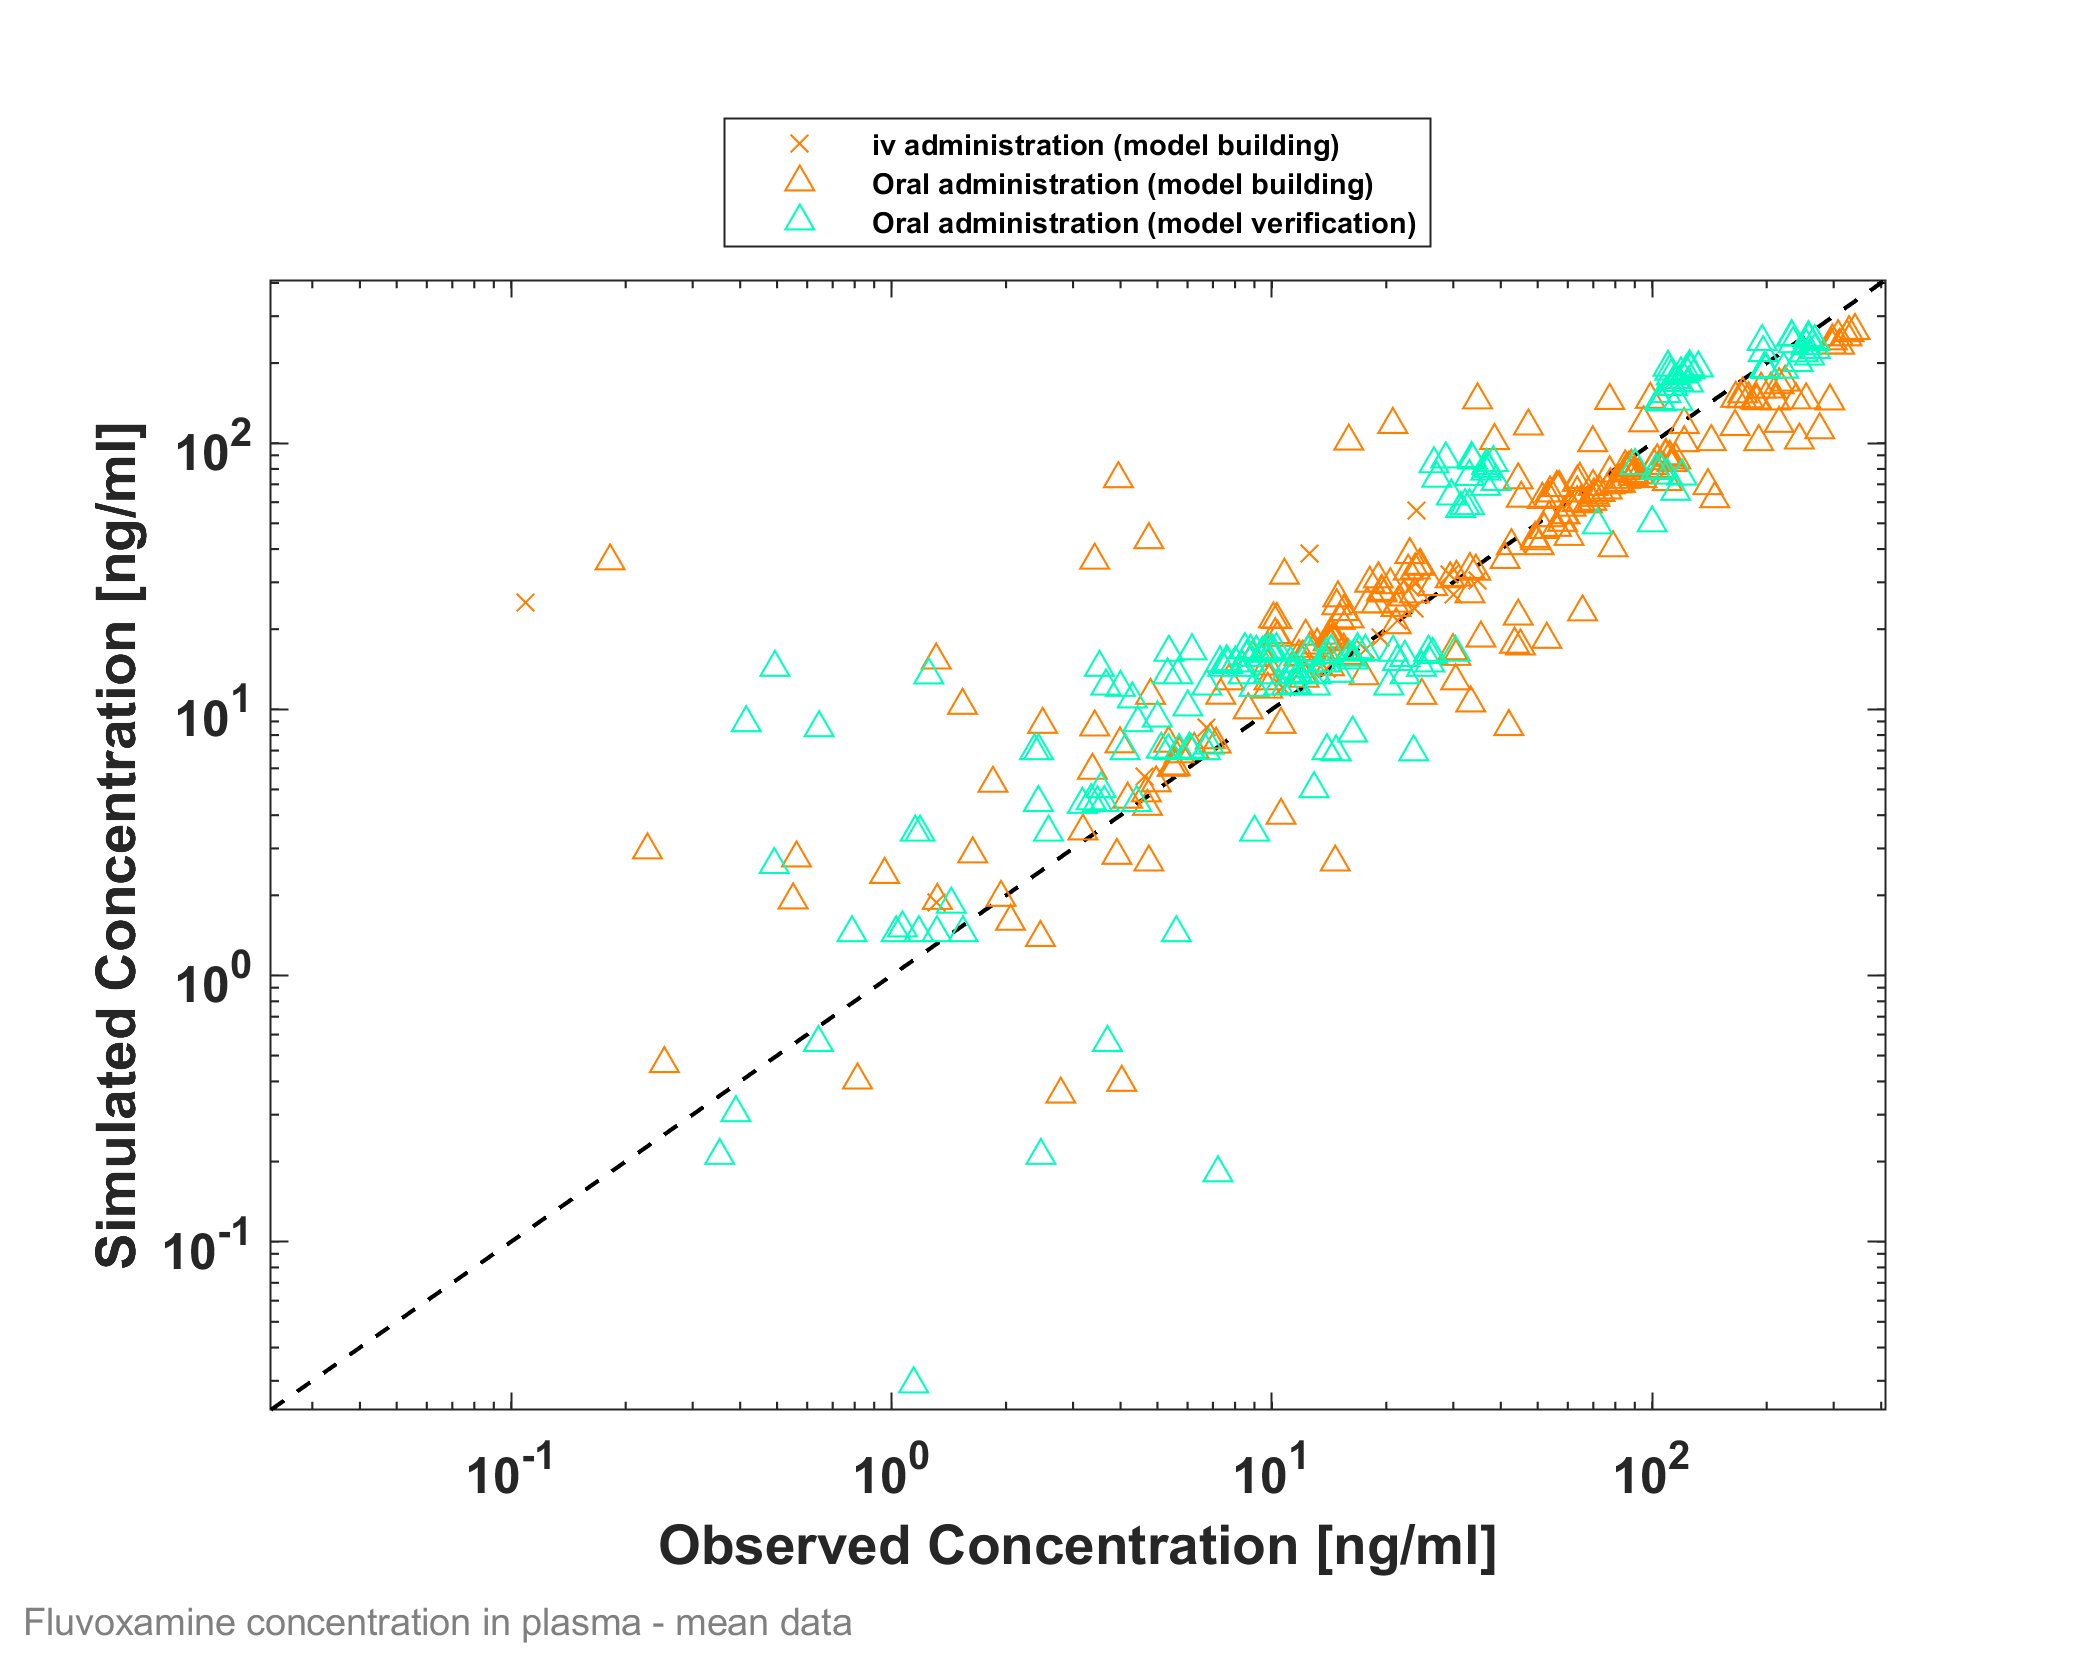 iv administration (model building)
Oral administration (model building)
Oral administration (model verification)
Simulated Concentration [ng/ml]
10^2
10^1
10^0
10^-1
10^-1
10^0
10^1
10^2
Observed Concentration [ng/ml]
Fluvoxamine concentration in plasma - mean data